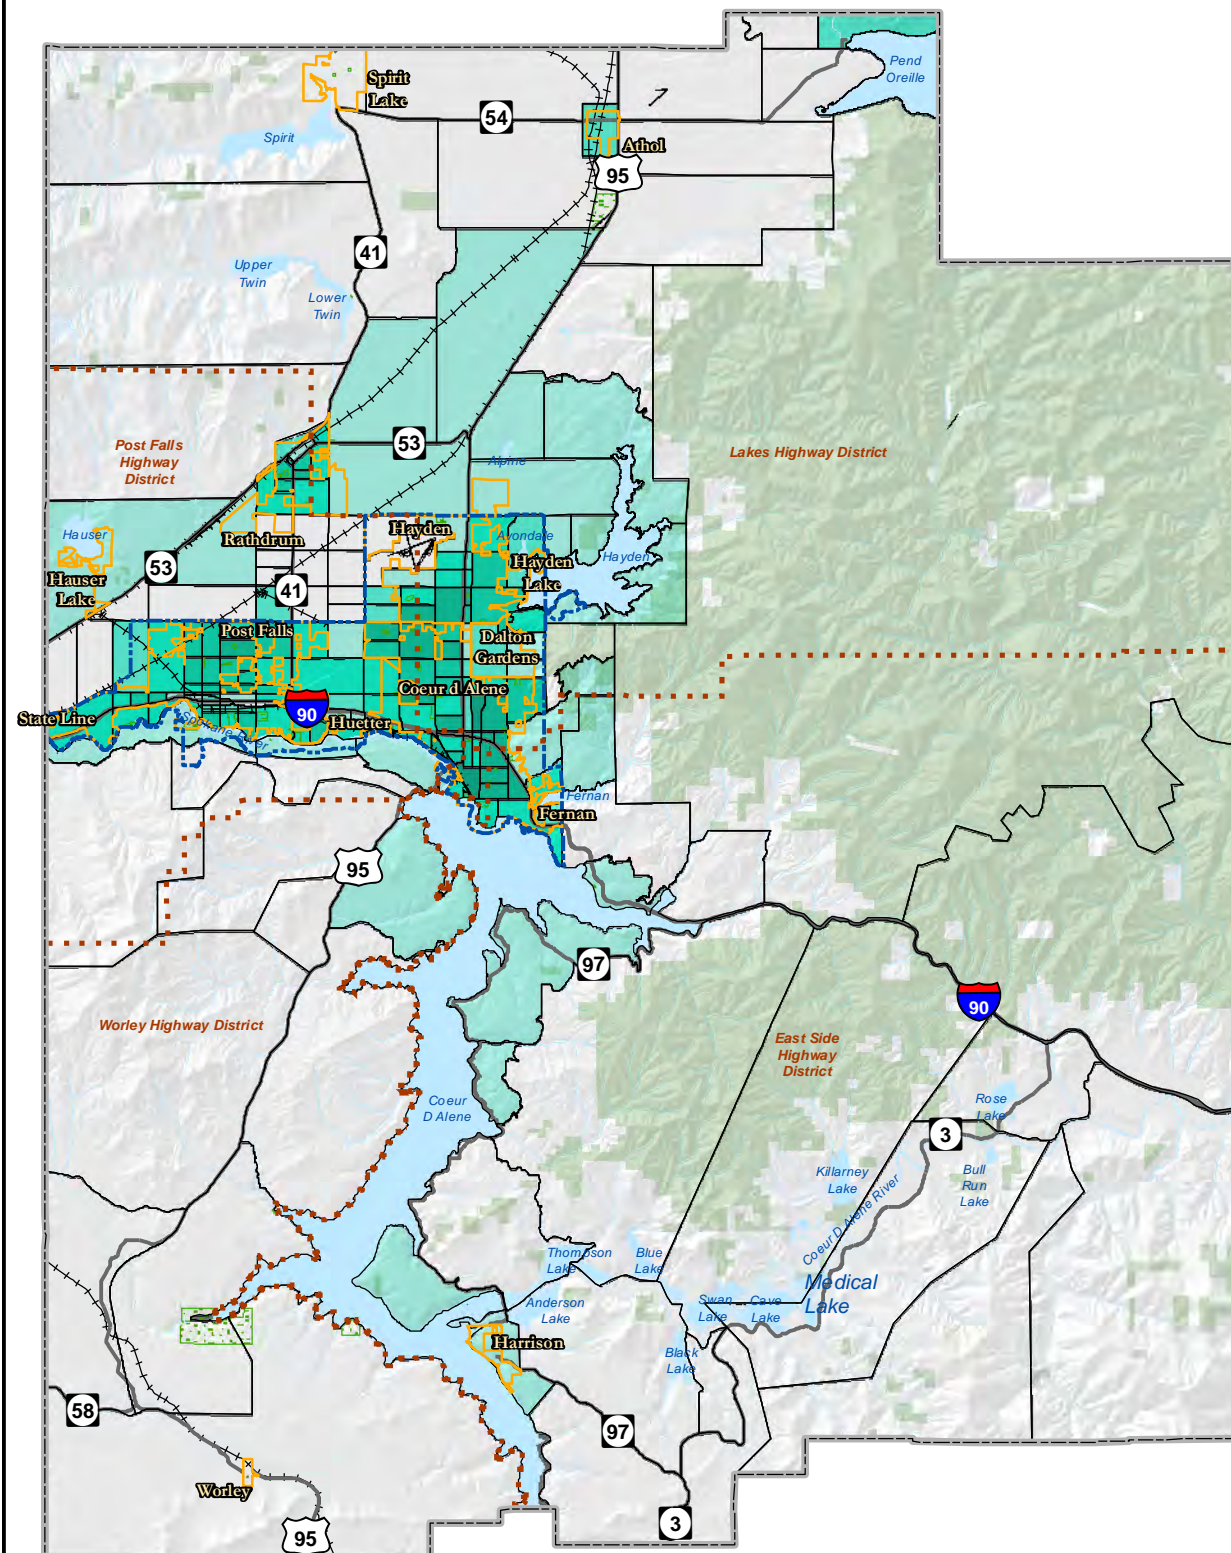 Pend
Oreille
Spirit
Lake
54
Spirit
Athol
95
41
Upper
Twin
Lower
Twin
Post Falls
Highway
District
53
Alpine
Lakes Highway District
Hauser
Rathdrum
Hayden
Avondale
Hayden
Lake
Hayden
53
Hauser
Lake
41
Post Falls
Dalton
Gardens
Coeur d Alene
State Line
90
Huetter
Spokane River
Fernan
Fernan
95
97
90
Worley Highway District
East Side
Highway
District
Coeur
D Alene
Rose
Lake
3
Killarney
Lake
Bull
Run
Lake
Coeur D Alene River
Thompson
Lake
Blue
Lake
Medical
Lake
Anderson
Lake
Swan
Lake
Cave
Lake
Harrison
Black
Lake
58
97
Worley
95
3